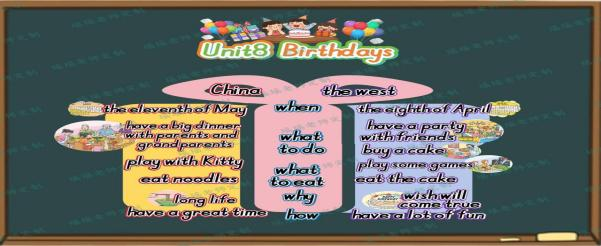 Unit8 Birthdays
China
the west
the eleventh of May
when
the eighth of April
have a big dinner
with parents and
grandparents
what
to do
have a party
with friends
buy a cake
play with Kitty
what
to eat
play some games
eat noodles
eat the cake
long life
why
wish will
come true
have a great time
how
have a lot of fun